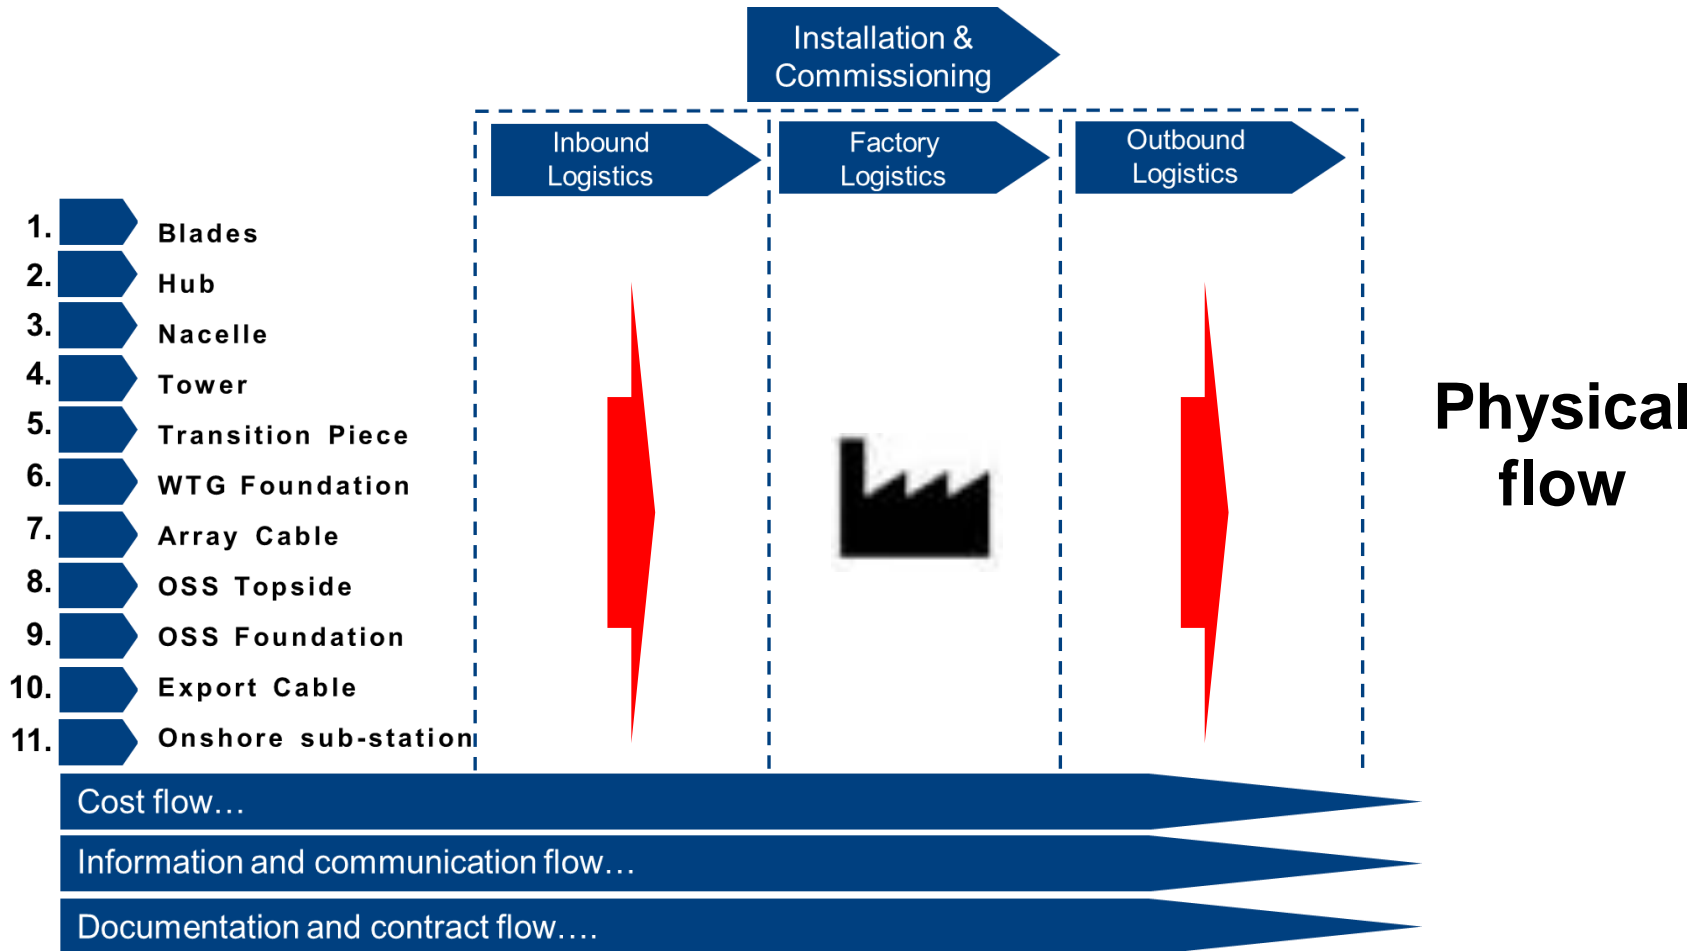 Installation &
Commissioning
Inbound
Logistics
Factory
Logistics
Outbound
Logistics
1. Blades
2. Hub
3. Nacelle
4. Tower
5. Transition Piece
6. WTG Foundation
7. Array Cable
8. OSS Topside
9. OSS Foundation
10. Export Cable
11. Onshore sub-station
Physical
flow
Cost flow…
Information and communication flow…
Documentation and contract flow….